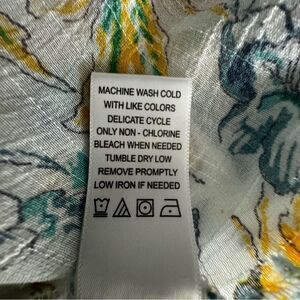 MACHINE WASH COLD
WITH LIKE COLORS
DELICATE CYCLE
ONLY NON - CHLORINE
BLEACH WHEN NEEDED
TUMBLE DRY LOW
REMOVE PROMPTLY
LOW IRON IF NEEDED